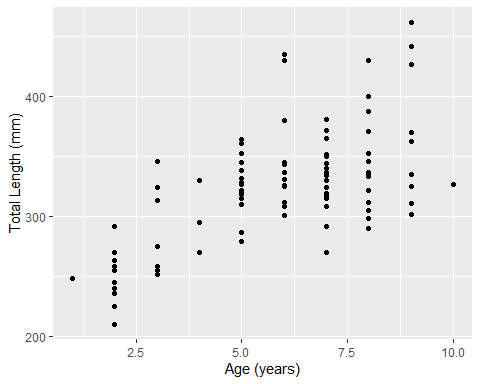 Total Length (mm)
400
300
200
2.5 5.0 7.5 10.0
Age (years)